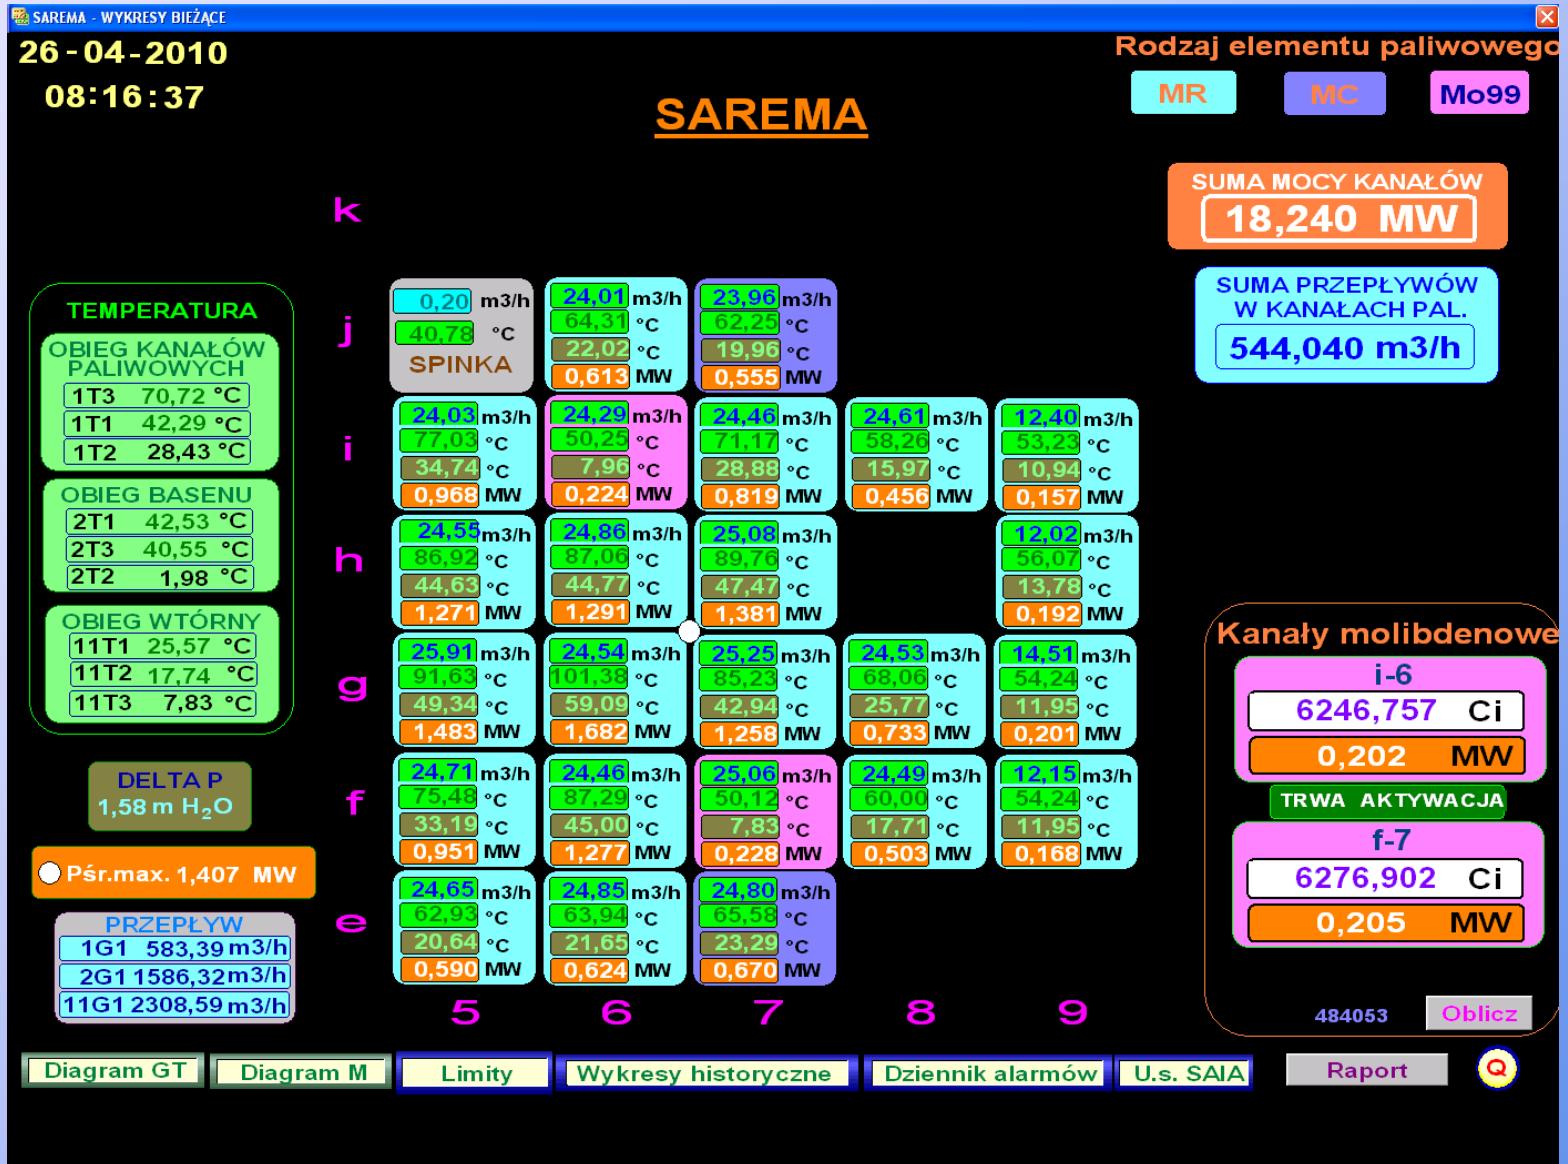 SAREMA - WYKRESY BIEŻĄCE
26-04-2010
08:16:37
SAREMA
Rodzaj elementu paliwowego
MR MC Mo99
SUMA MOCY KANAŁÓW
18,240 MW
SUMA PRZEPŁYWÓW
W KANAŁACH PAL.
544,040 m3/h
TEMPERATURA
OBIEG KANAŁÓW
PALIWOWYCH
1T3 70,72 °C
1T1 42,29 °C
1T2 28,43 °C
OBIEG BASENU
2T1 42,53 °C
2T3 40,55 °C
2T2 1,98 °C
OBIEG WTÓRNY
11T1 25,57 °C
11T2 17,74 °C
11T3 7,83 °C
DELTA P
1,58 m H₂O
Pśr.max. 1,407 MW
PRZEPŁYW
1G1 583,39 m3/h
2G1 1586,32 m3/h
11G1 2308,59 m3/h
k
j
0,20 m3/h
40,78 °C
SPINKA
24,01 m3/h
64,31 °C
22,02 °C
0,613 MW
23,96 m3/h
62,25 °C
19,96 °C
0,555 MW
i
24,03 m3/h
77,03 °C
34,74 °C
0,968 MW
24,29 m3/h
50,25 °C
7,96 °C
0,224 MW
24,46 m3/h
71,17 °C
28,88 °C
0,819 MW
24,61 m3/h
58,26 °C
15,97 °C
0,456 MW
12,40 m3/h
53,23 °C
10,94 °C
0,157 MW
h
24,55 m3/h
86,92 °C
44,63 °C
1,271 MW
24,86 m3/h
87,06 °C
44,77 °C
1,291 MW
25,08 m3/h
89,76 °C
47,47 °C
1,381 MW
12,02 m3/h
56,07 °C
13,78 °C
0,192 MW
g
25,91 m3/h
91,63 °C
49,34 °C
1,483 MW
24,54 m3/h
101,38 °C
59,09 °C
1,682 MW
25,25 m3/h
85,23 °C
42,94 °C
1,258 MW
24,53 m3/h
68,06 °C
25,77 °C
0,733 MW
14,51 m3/h
54,24 °C
11,95 °C
0,201 MW
f
24,71 m3/h
75,48 °C
33,19 °C
0,951 MW
24,46 m3/h
87,29 °C
45,00 °C
1,277 MW
25,06 m3/h
50,12 °C
7,83 °C
0,228 MW
24,49 m3/h
60,00 °C
17,71 °C
0,503 MW
12,15 m3/h
54,24 °C
11,95 °C
0,168 MW
e
24,65 m3/h
62,93 °C
20,64 °C
0,590 MW
24,85 m3/h
63,94 °C
21,65 °C
0,624 MW
24,80 m3/h
65,58 °C
23,29 °C
0,670 MW
5 6 7 8 9
Kanały molibdenowe
i-6
6246,757 Ci
0,202 MW
TRWA AKTYWACJA
f-7
6276,902 Ci
0,205 MW
484053 Oblicz
Diagram GT Diagram M Limity Wykresy historyczne Dziennik alarmów U.s. SAIA Raport Q